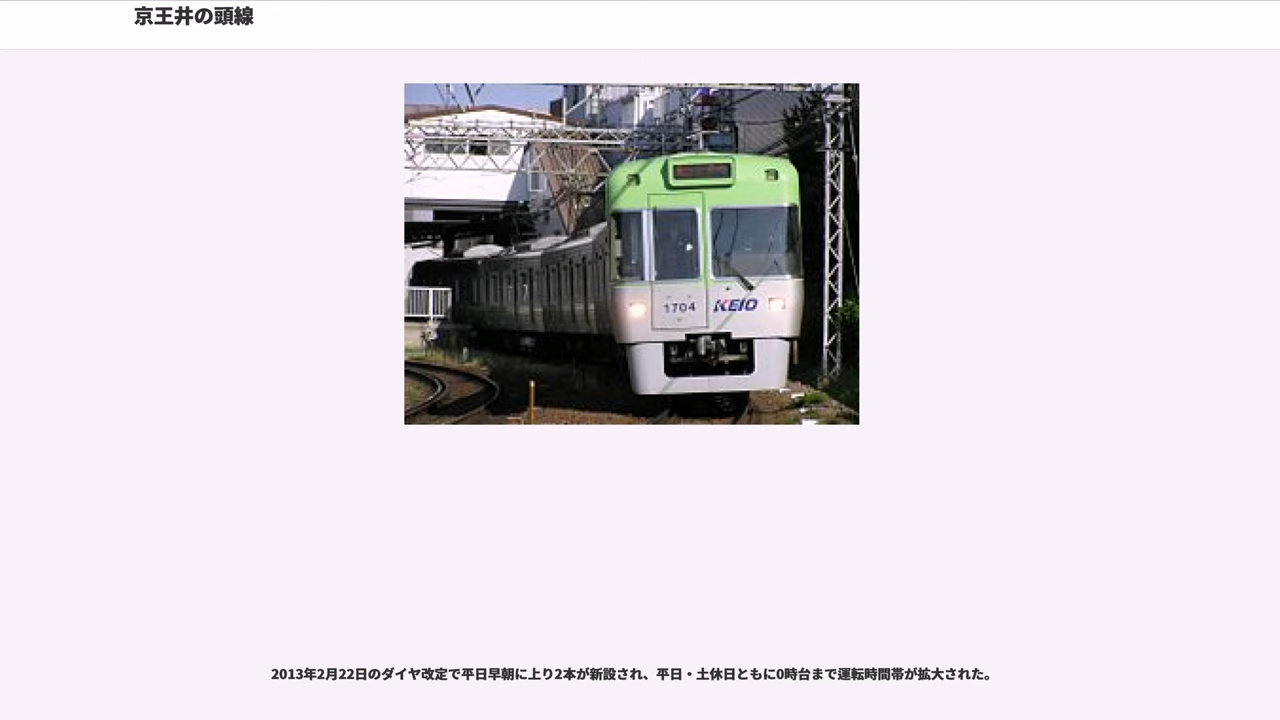 京王井の頭線
1704 KEIO
2013年2月22日のダイヤ改定で平日早朝に上り2本が新設され、平日・土休日ともに0時台まで運転時間帯が拡大された。